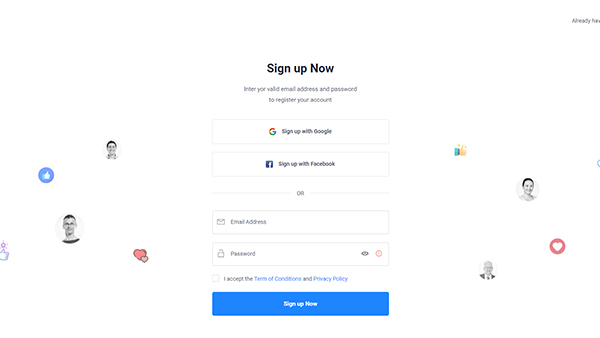 Already hav
Sign up Now
Inter yor valid email address and password
to register your account
Sign up with Google
Sign up with Facebook
OR
Email Address
Password
I accept the Term of Conditions and Privacy Policy
Sign up Now